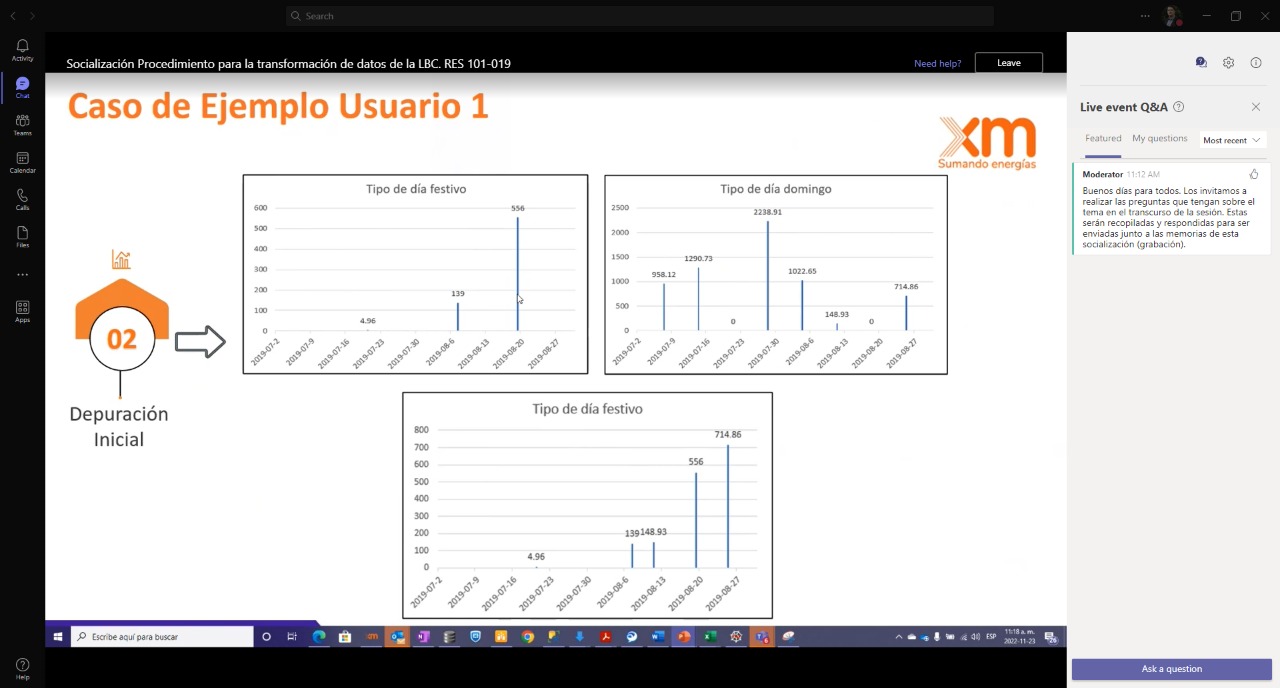 Search
Activity
Chat
Teams
Calendar
Calls
Files
Apps
Help
Socialización Procedimiento para la transformación de datos de la LBC. RES 101-019
Need help?
Leave
Caso de Ejemplo Usuario 1
xm
Sumando energías
02
Depuración
Inicial
Tipo de día festivo
600
500
400
300
200
100
0
4.96
139
556
2019-07-2
2019-07-9
2019-07-16
2019-07-23
2019-07-30
2019-08-6
2019-08-13
2019-08-20
2019-08-27
Tipo de día domingo
2500
2000
1500
1000
500
0
958.12
1290.73
0
2238.91
1022.65
148.93
0
714.86
2019-07-2
2019-07-9
2019-07-16
2019-07-23
2019-07-30
2019-08-6
2019-08-13
2019-08-20
2019-08-27
Tipo de día festivo
800
700
600
500
400
300
200
100
0
4.96
139
148.93
556
714.86
2019-07-2
2019-07-9
2019-07-16
2019-07-23
2019-07-30
2019-08-6
2019-08-13
2019-08-20
2019-08-27
Escribe aquí para buscar
ESP
11:18 a. m.
2022-11-23
Live event Q&A
Featured
My questions
Most recent
Moderator 11:12 AM
Buenos días para todos. Los invitamos a
realizar las preguntas que tengan sobre el
tema en el transcurso de la sesión. Estas
serán recopiladas y respondidas para ser
enviadas junto a las memorias de esta
socialización (grabación).
Ask a question